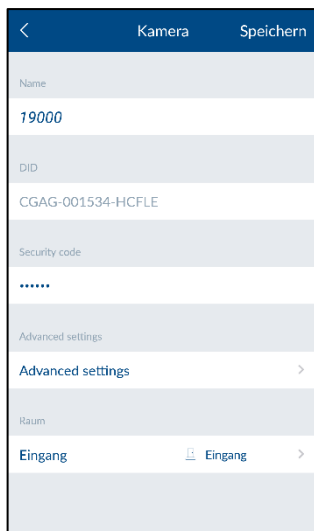 Kamera Speichern
Name
19000
DID
CGAG-001534-HCFLE
Security code
••••••
Advanced settings
Advanced settings
Raum
Eingang Eingang